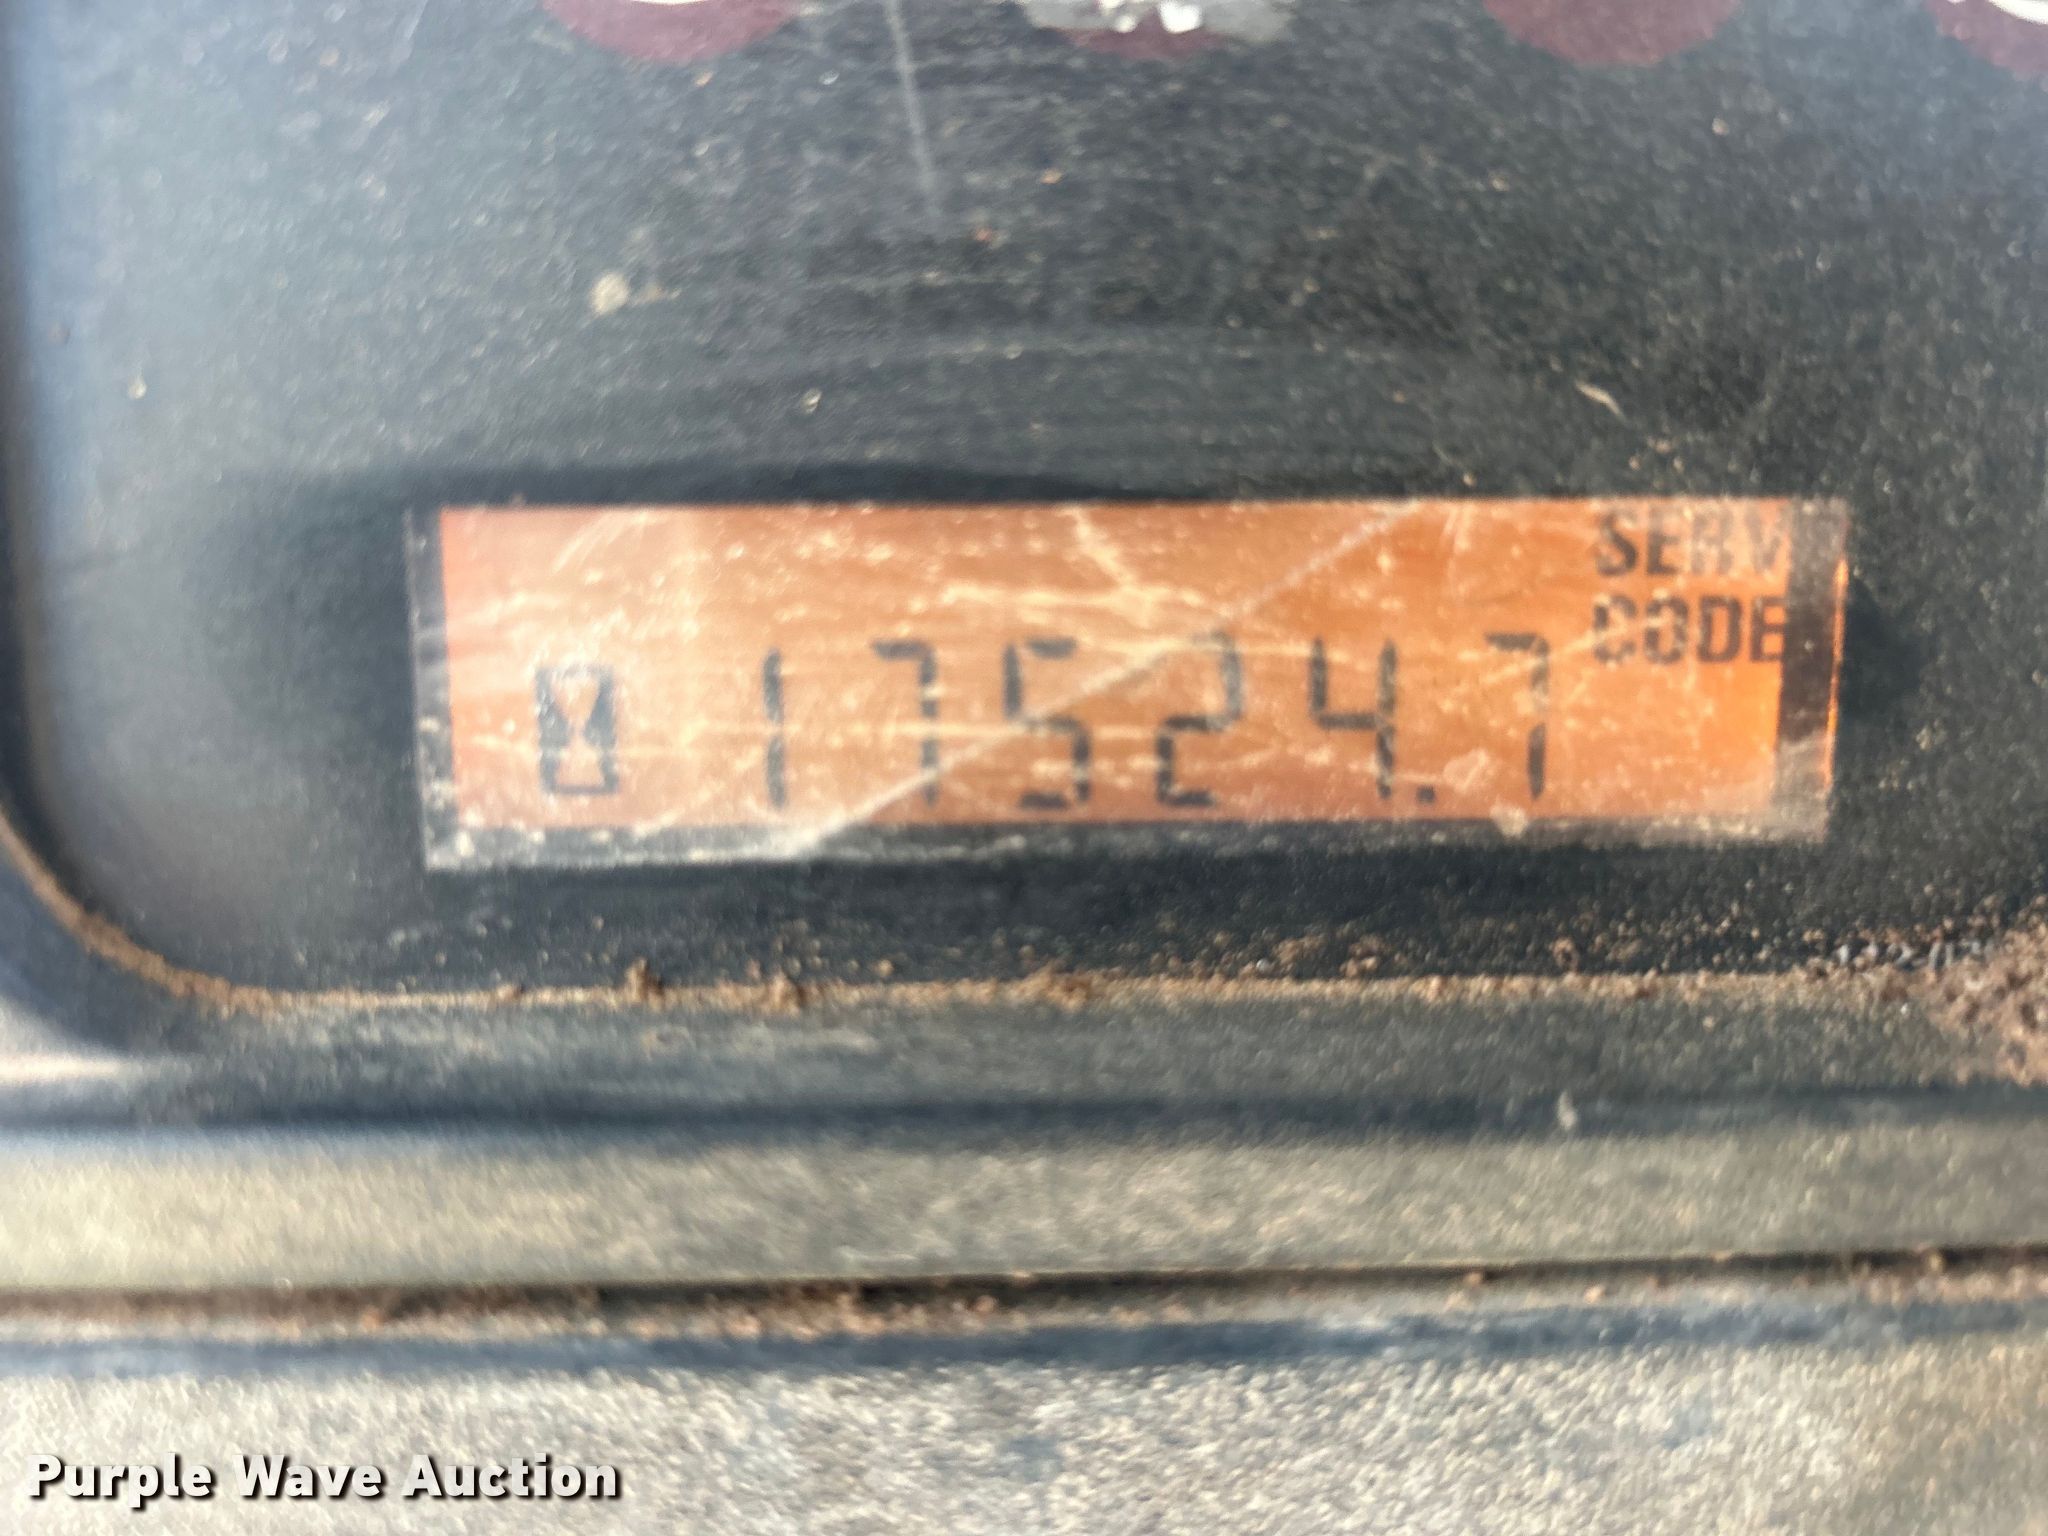 SERV
CODE
17524.7
Purple Wave Auction